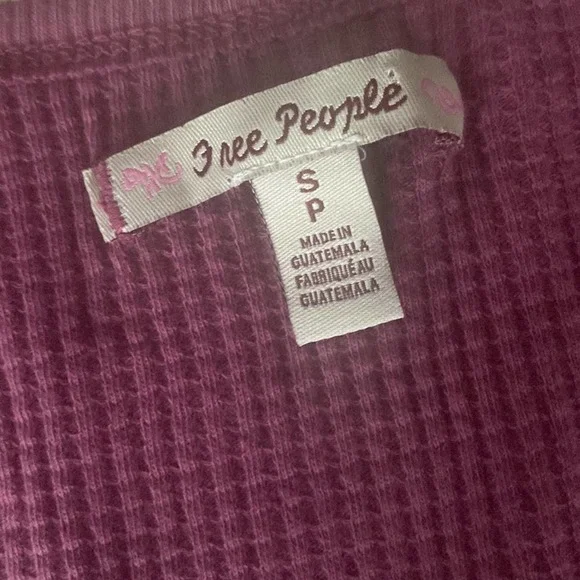 Free People
S
P
MADE IN
GUATEMALA
FABRIQUÉ AU
GUATEMALA